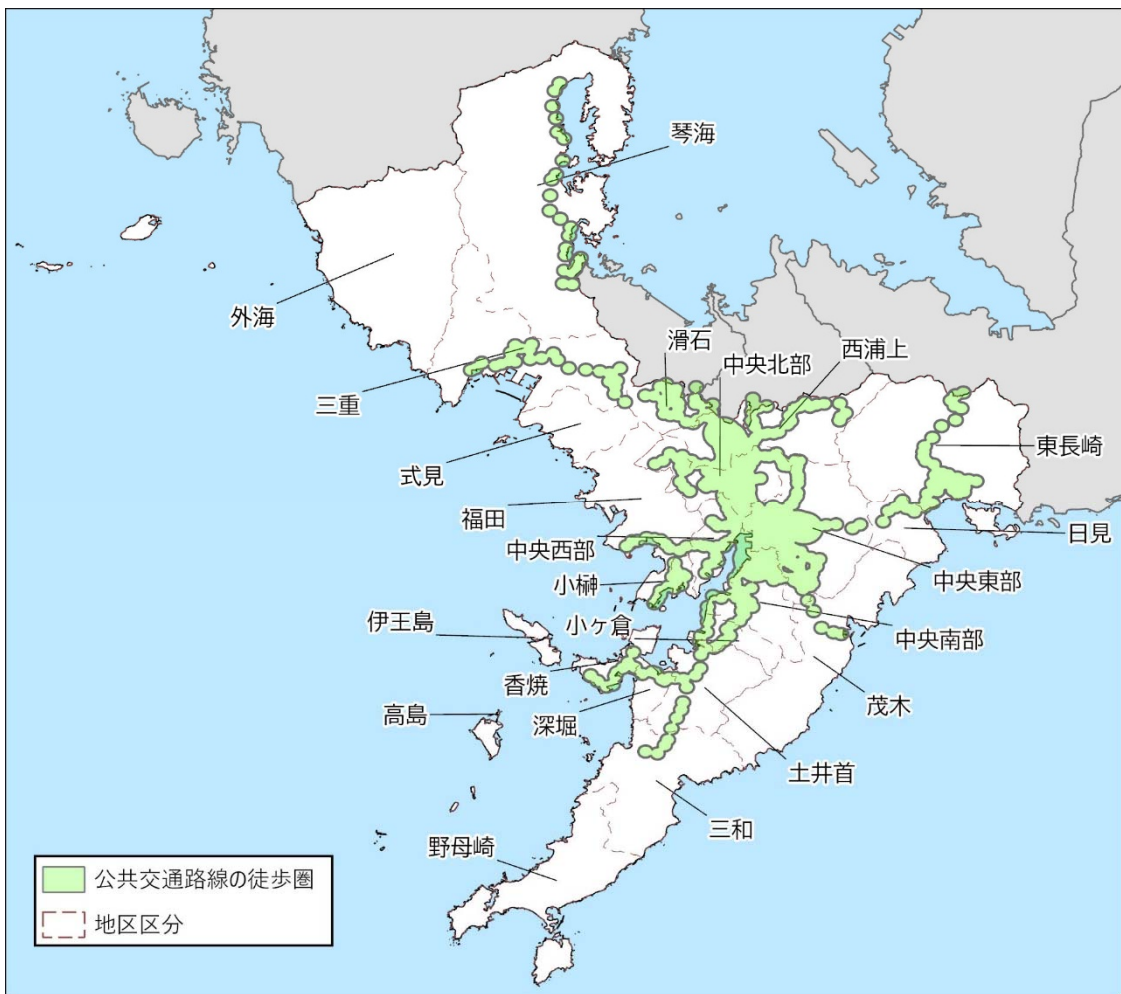 琴海
外海
滑石
中央北部
西浦上
三重
東長崎
式見
福田
日見
中央西部
中央東部
小榊
伊王島
小ヶ倉
中央南部
香焼
茂木
高島
深堀
土井首
三和
野母崎
公共交通路線の徒歩圏
地区区分